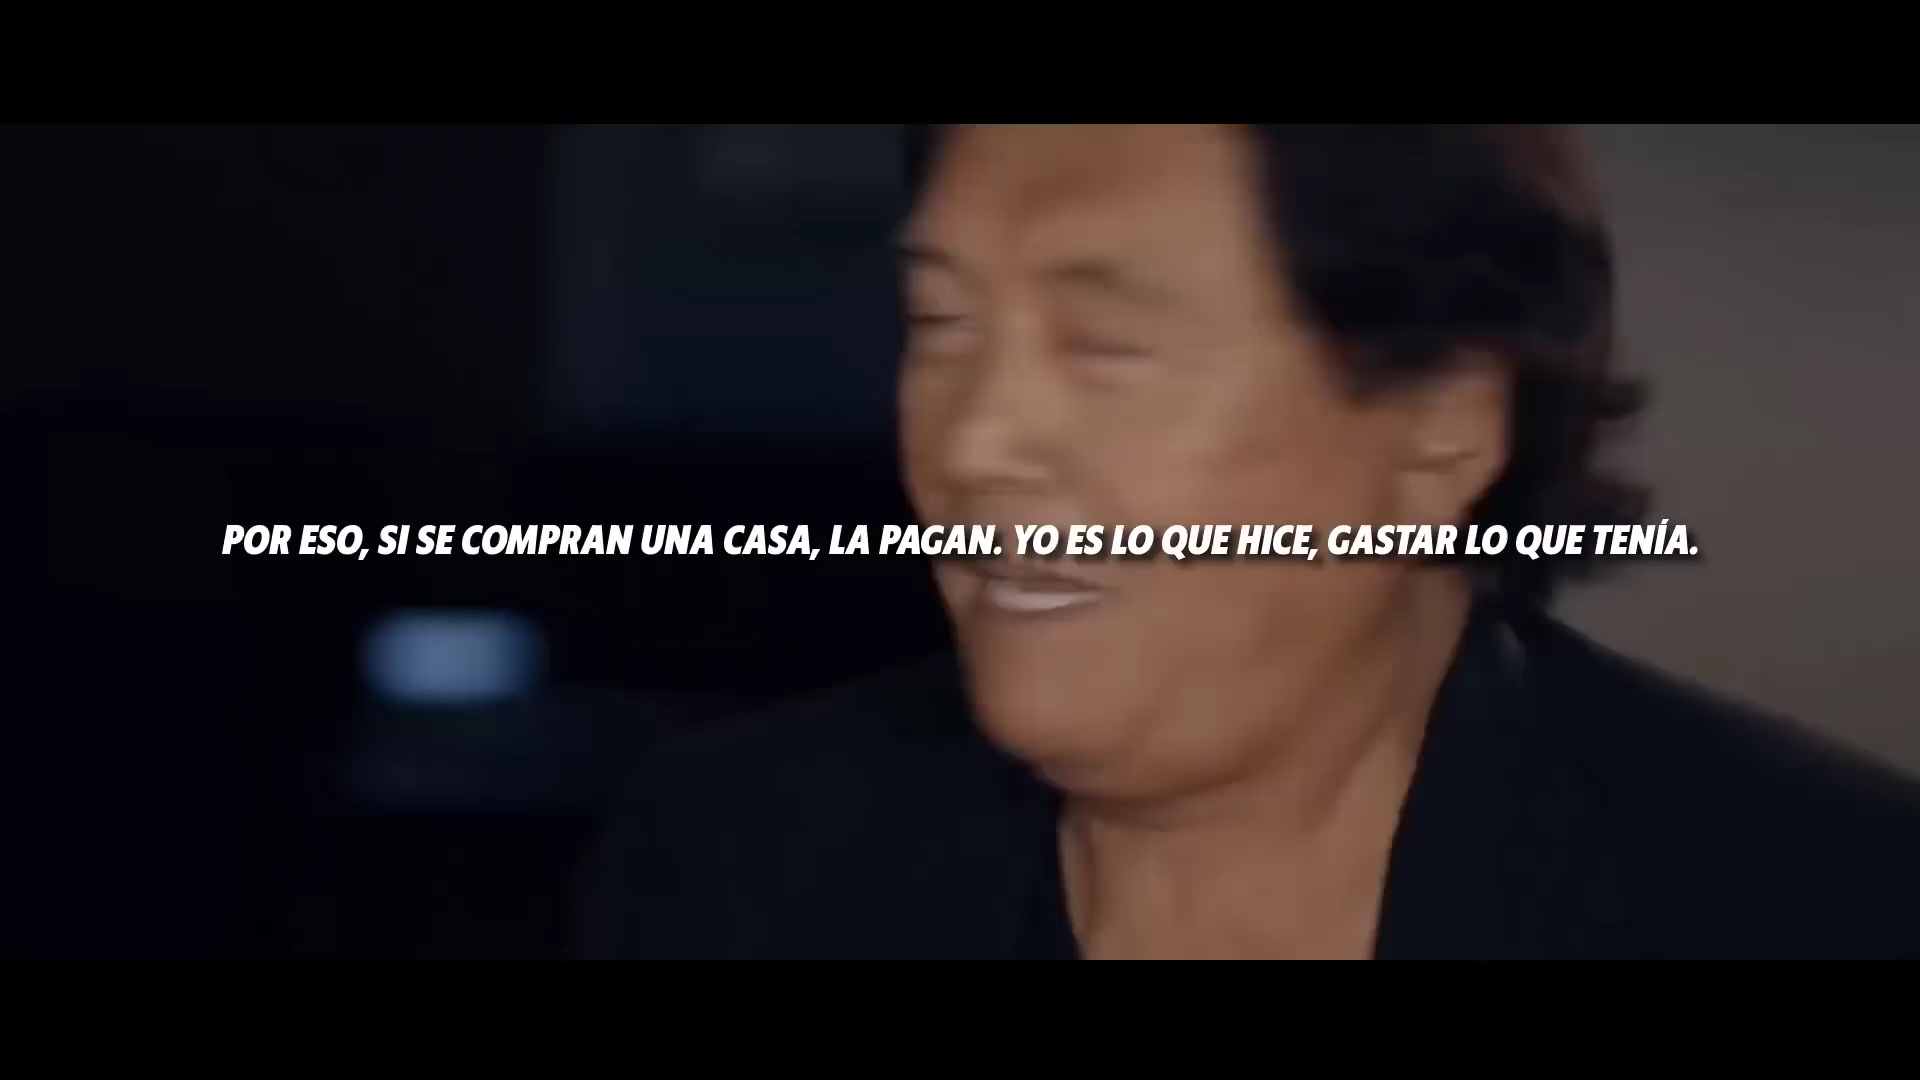 POR ESO, SI SE COMPRAN UNA CASA, LA PAGAN. YO ES LO QUE HICE, GASTAR LO QUE TENÍA.